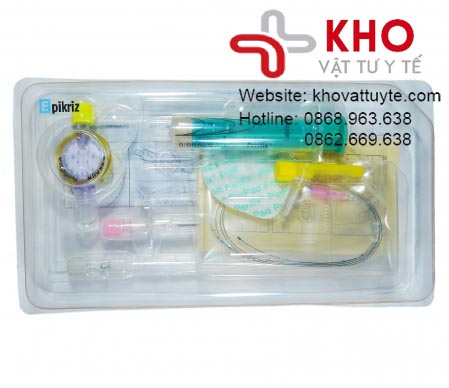 KHO
VẬT TƯ Y TẾ
Website: khovattuyte.com
Hotline: 0868.963.638
0862.669.638
Epikriz